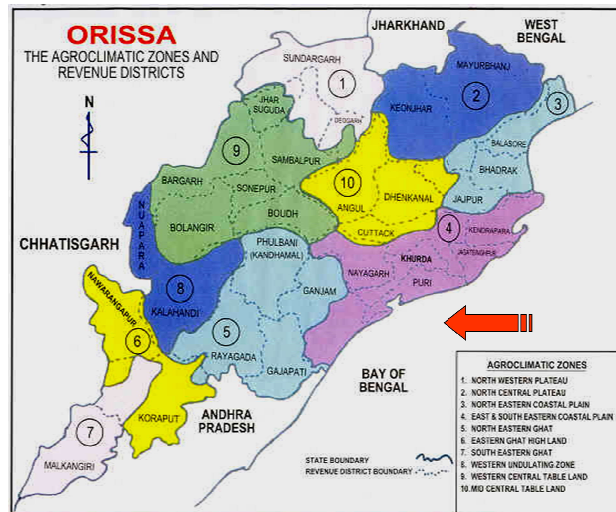 ORISSA
THE AGROCLIMATIC ZONES AND
REVENUE DISTRICTS
N
JHARKHAND
WEST
BENGAL
SUNDARGARH
1
DEOGARH
MAYURBHANJ
KEONJHAR
2
3
BALASORE
BHADRAK
JAJPUR
JHAR
SUGUDA
9
SAMBALPUR
BARGARH
SONEPUR
BOLANGIR
BOUDH
10
ANGUL
DHENKANAL
CUTTACK
4
KENDRAPARA
JAGATSINGHPUR
KHURDA
NAYAGARH
PURI
NUAPARA
CHHATISGARH
PHULBANI
(KANDHAMAL)
GANJAM
8
KALAHANDI
NAWARANGAPUR
6
5
RAYAGADA
GAJAPATI
KORAPUT
7
MALKANGIRI
ANDHRA
PRADESH
BAY OF
BENGAL
STATE BOUNDARY
REVENUE DISTRICT BOUNDARY
AGROCLIMATIC ZONES
1. NORTH WESTERN PLATEAU
2. NORTH CENTRAL PLATEAU
3. NORTH EASTERN COASTAL PLAIN
4 EAST & SOUTH EASTERN COASTAL PLAIN
5 NORTH EASTERN GHAT
6 EASTERN GHAT HIGH LAND
7 SOUTH EASTERN GHAT
8 WESTERN UNDULATING ZONE
9 WESTERN CENTRAL TABLE LAND
10. MID CENTRAL TABLE LAND